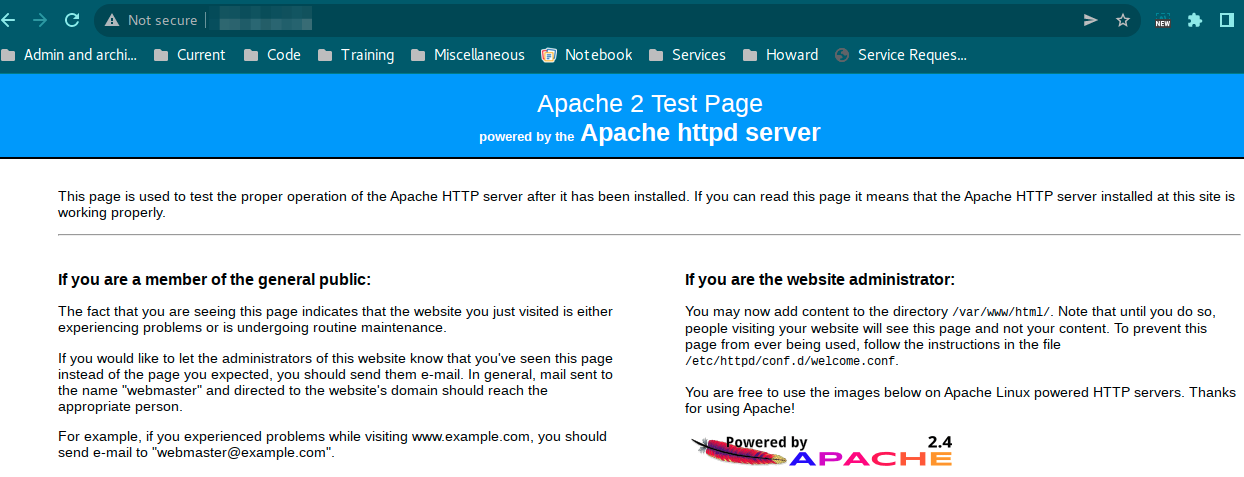 Not secure
NEW
Admin and archi...
Current
Code
Training
Miscellaneous
Notebook
Services
Howard
Service Reques...
Apache 2 Test Page
powered by the Apache httpd server
This page is used to test the proper operation of the Apache HTTP server after it has been installed. If you can read this page it means that the Apache HTTP server installed at this site is
working properly.
If you are a member of the general public:
The fact that you are seeing this page indicates that the website you just visited is either
experiencing problems or is undergoing routine maintenance.
If you would like to let the administrators of this website know that you've seen this page
instead of the page you expected, you should send them e-mail. In general, mail sent to
the name "webmaster" and directed to the website's domain should reach the
appropriate person.
For example, if you experienced problems while visiting www.example.com, you should
send e-mail to "webmaster@example.com".
If you are the website administrator:
You may now add content to the directory /var/www/html/. Note that until you do so,
people visiting your website will see this page and not your content. To prevent this
page from ever being used, follow the instructions in the file
/etc/httpd/conf.d/welcome.conf.
You are free to use the images below on Apache Linux powered HTTP servers. Thanks
for using Apache!
Powered by 2.4
APACHE